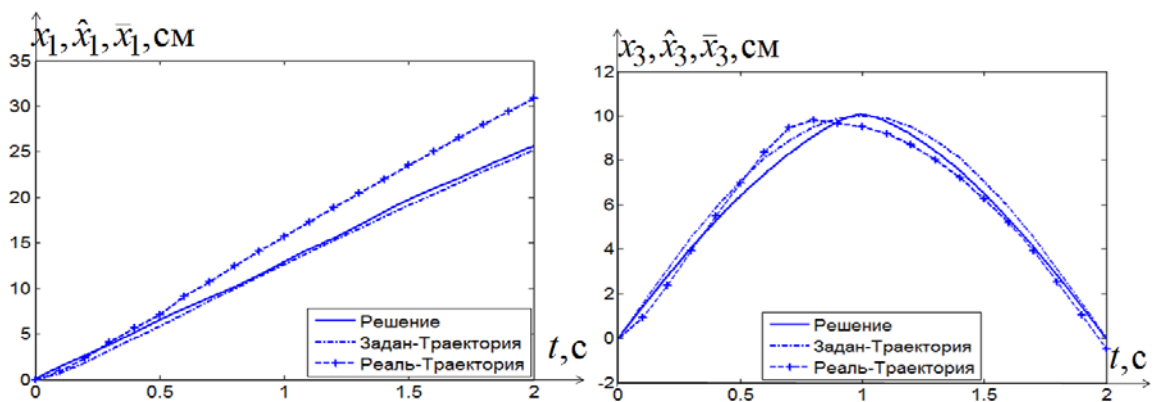 x₁, x̂₁, x̄₁, см
35
30
25
20
15
10
5
0
0
0.5
1
1.5
2
t, с
Решение
Задан-Траектория
Реаль-Траектория
x₃, x̂₃, x̄₃, см
12
10
8
6
4
2
0
-2
0
0.5
1
1.5
2
t, с
Решение
Задан-Траектория
Реаль-Траектория